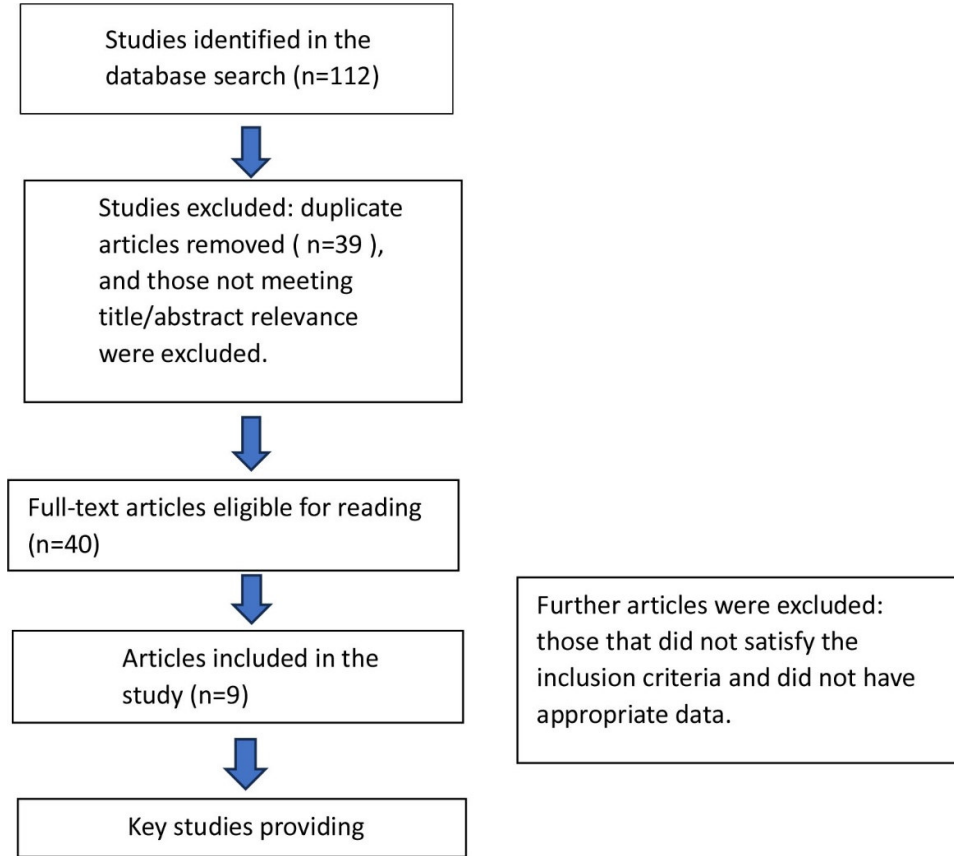 Studies identified in the
database search (n=112)
Studies excluded: duplicate
articles removed ( n=39 ),
and those not meeting
title/abstract relevance
were excluded.
Full-text articles eligible for reading
(n=40)
Articles included in the
study (n=9)
Further articles were excluded:
those that did not satisfy the
inclusion criteria and did not have
appropriate data.
Key studies providing